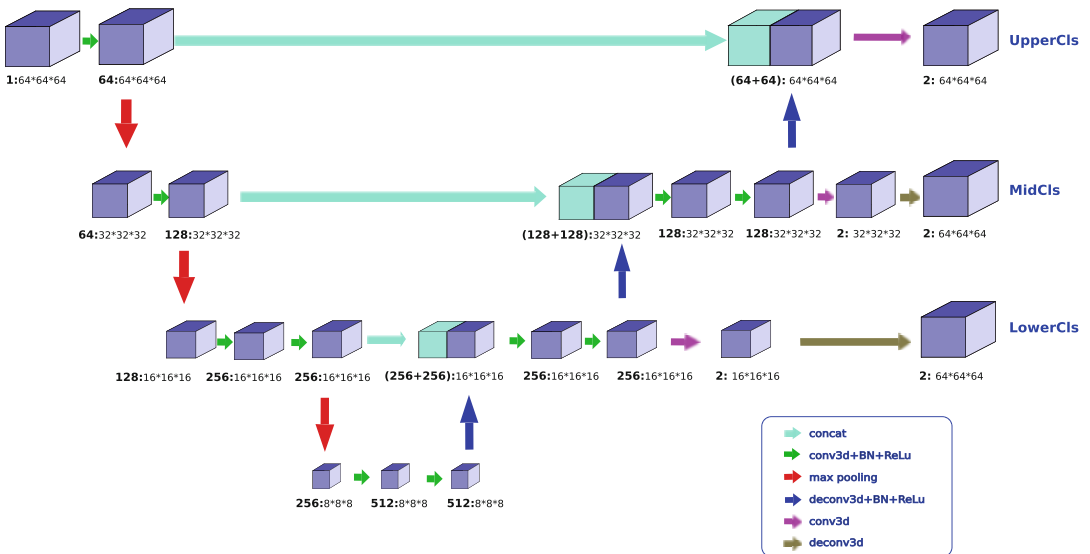 UpperCls
1:64*64*64 64:64*64*64 (64+64): 64*64*64 2: 64*64*64
MidCls
64:32*32*32 128:32*32*32 (128+128):32*32*32 128:32*32*32 128:32*32*32 2: 32*32*32 2: 64*64*64
LowerCls
128:16*16*16 256:16*16*16 256:16*16*16 (256+256):16*16*16 256:16*16*16 256:16*16*16 2: 16*16*16 2: 64*64*64
256:8*8*8 512:8*8*8 512:8*8*8
concat
conv3d+BN+ReLu
max pooling
deconv3d+BN+ReLu
conv3d
deconv3d